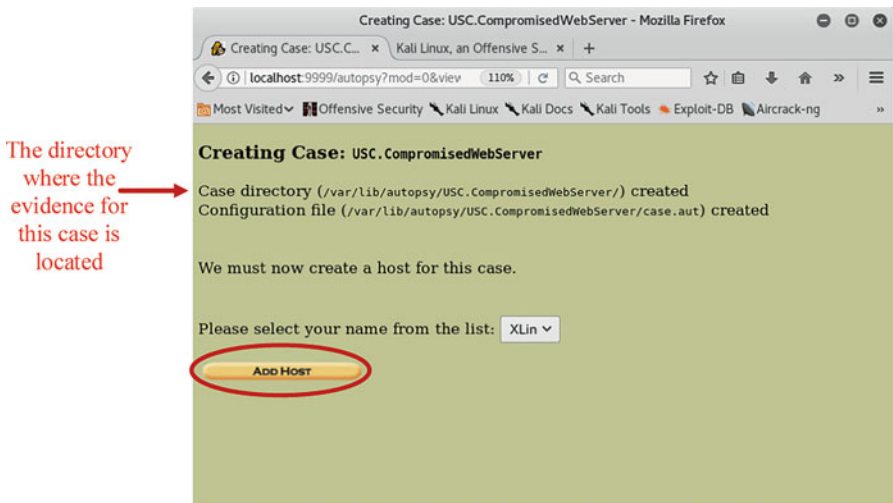 Creating Case: USC.CompromisedWebServer - Mozilla Firefox
Creating Case: USC.C... × Kali Linux, an Offensive S... × +
localhost:9999/autopsy?mod=0&view 110% Search
Most Visited Offensive Security Kali Linux Kali Docs Kali Tools Exploit-DB Aircrack-ng »
The directory
where the
evidence for
this case is
located
Creating Case: USC.CompromisedWebServer
Case directory (/var/lib/autopsy/USC.CompromisedWebServer/) created
Configuration file (/var/lib/autopsy/USC.CompromisedWebServer/case.aut) created
We must now create a host for this case.
Please select your name from the list: XLin
ADD HOST